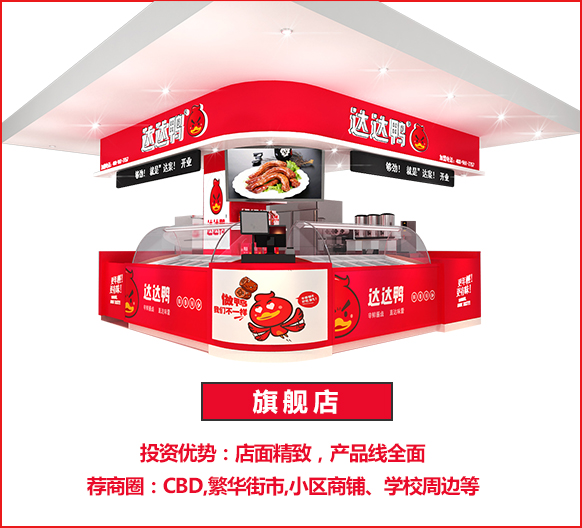 达达鸭
达达鸭
够劲！就是"达案！开业
够劲！就是"达案！开业
达达鸭
做鸭
我们不一样
达达鸭
旗舰店
投资优势：店面精致，产品线全面
荐商圈：CBD,繁华街市,小区商铺、学校周边等